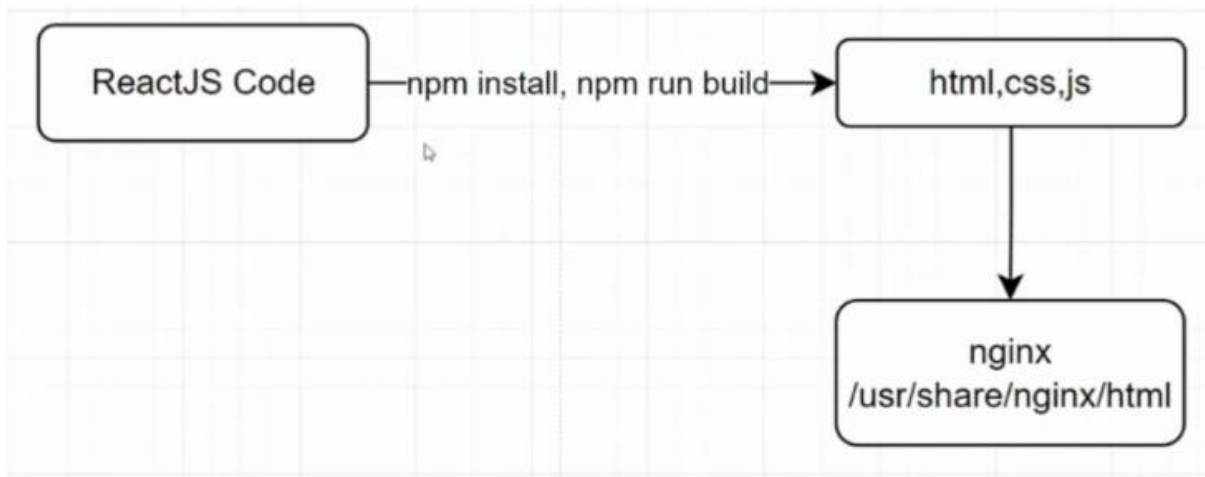 ReactJS Code
npm install, npm run build
html,css,js
nginx
/usr/share/nginx/html